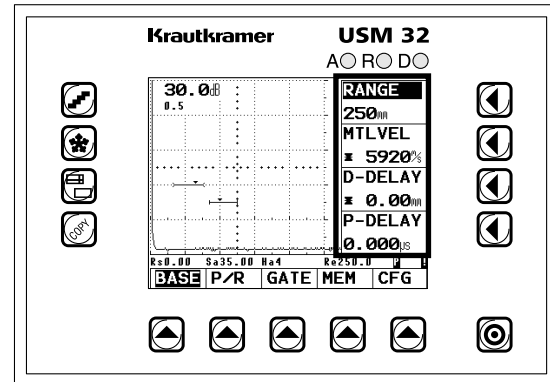 Krautkramer USM 32
A R D
30.0dB
0.5
RANGE
250mm
MTLVEL
5920m/s
D-DELAY
0.00mm
P-DELAY
0.000µs
COPY
Rs0.00 Sa35.00 Ha4 Re250.0
BASE P/R GATE MEM CFG